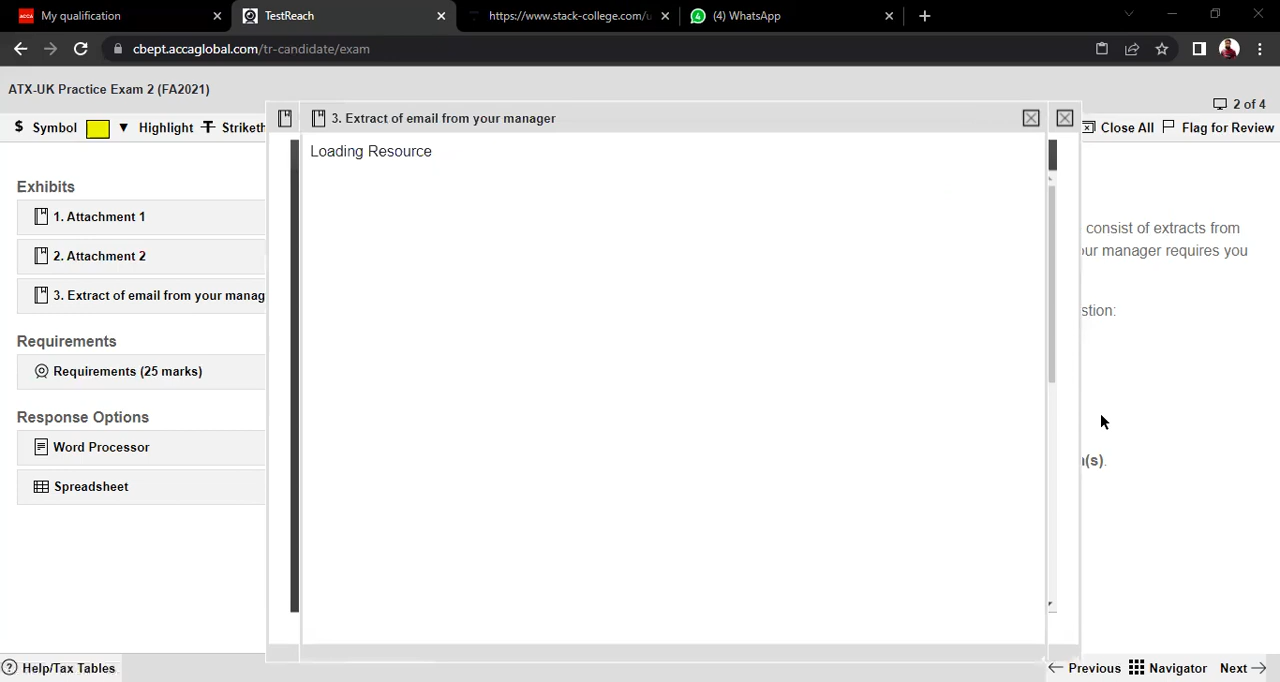 ACCA My qualification
TestReach
https://www.stack-college.com/u
4 (4) WhatsApp
cbept.accaglobal.com/tr-candidate/exam
ATX-UK Practice Exam 2 (FA2021)
2 of 4
$ Symbol
Highlight
Striketh
Close All
Flag for Review
3. Extract of email from your manager
Loading Resource
Exhibits
1. Attachment 1
2. Attachment 2
3. Extract of email from your manag
Requirements
Requirements (25 marks)
Response Options
Word Processor
Spreadsheet
consist of extracts from
ur manager requires you
stion:
(s).
Help/Tax Tables
Previous
Navigator
Next